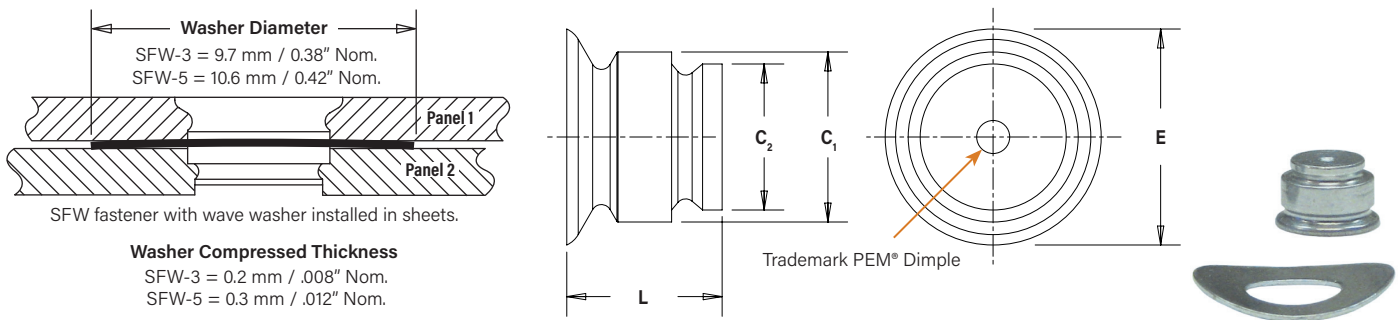 Washer Diameter
SFW-3 = 9.7 mm / 0.38″ Nom.
SFW-5 = 10.6 mm / 0.42″ Nom.
Panel 1
Panel 2
SFW fastener with wave washer installed in sheets.
Washer Compressed Thickness
SFW-3 = 0.2 mm / .008″ Nom.
SFW-5 = 0.3 mm / .012″ Nom.
C₂
C₁
E
L
Trademark PEM® Dimple